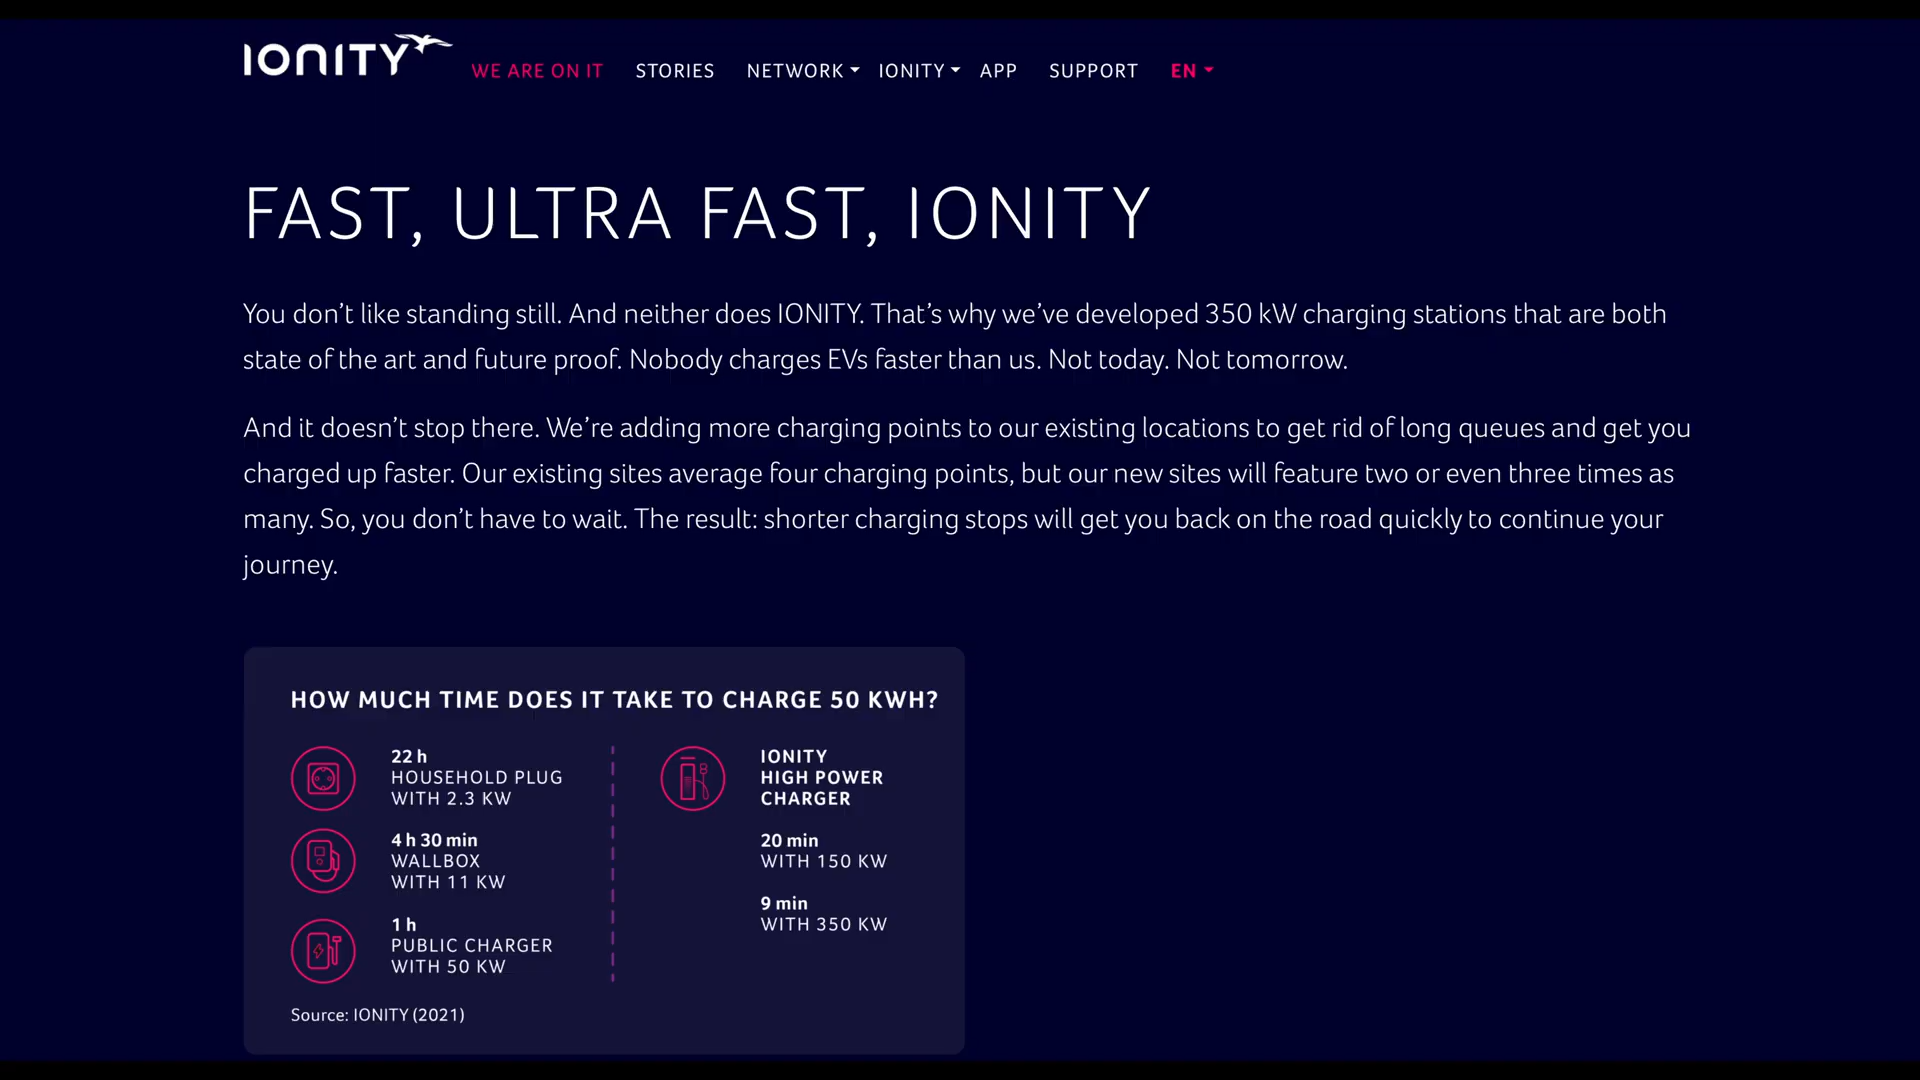 IONITY
WE ARE ON IT STORIES NETWORK IONITY APP SUPPORT EN
FAST, ULTRA FAST, IONITY
You don’t like standing still. And neither does IONITY. That’s why we’ve developed 350 kW charging stations that are both
state of the art and future proof. Nobody charges EVs faster than us. Not today. Not tomorrow.
And it doesn’t stop there. We’re adding more charging points to our existing locations to get rid of long queues and get you
charged up faster. Our existing sites average four charging points, but our new sites will feature two or even three times as
many. So, you don’t have to wait. The result: shorter charging stops will get you back on the road quickly to continue your
journey.
HOW MUCH TIME DOES IT TAKE TO CHARGE 50 KWH?
22 h
HOUSEHOLD PLUG
WITH 2.3 KW
4 h 30 min
WALLBOX
WITH 11 KW
1 h
PUBLIC CHARGER
WITH 50 KW
IONITY
HIGH POWER
CHARGER
20 min
WITH 150 KW
9 min
WITH 350 KW
Source: IONITY (2021)